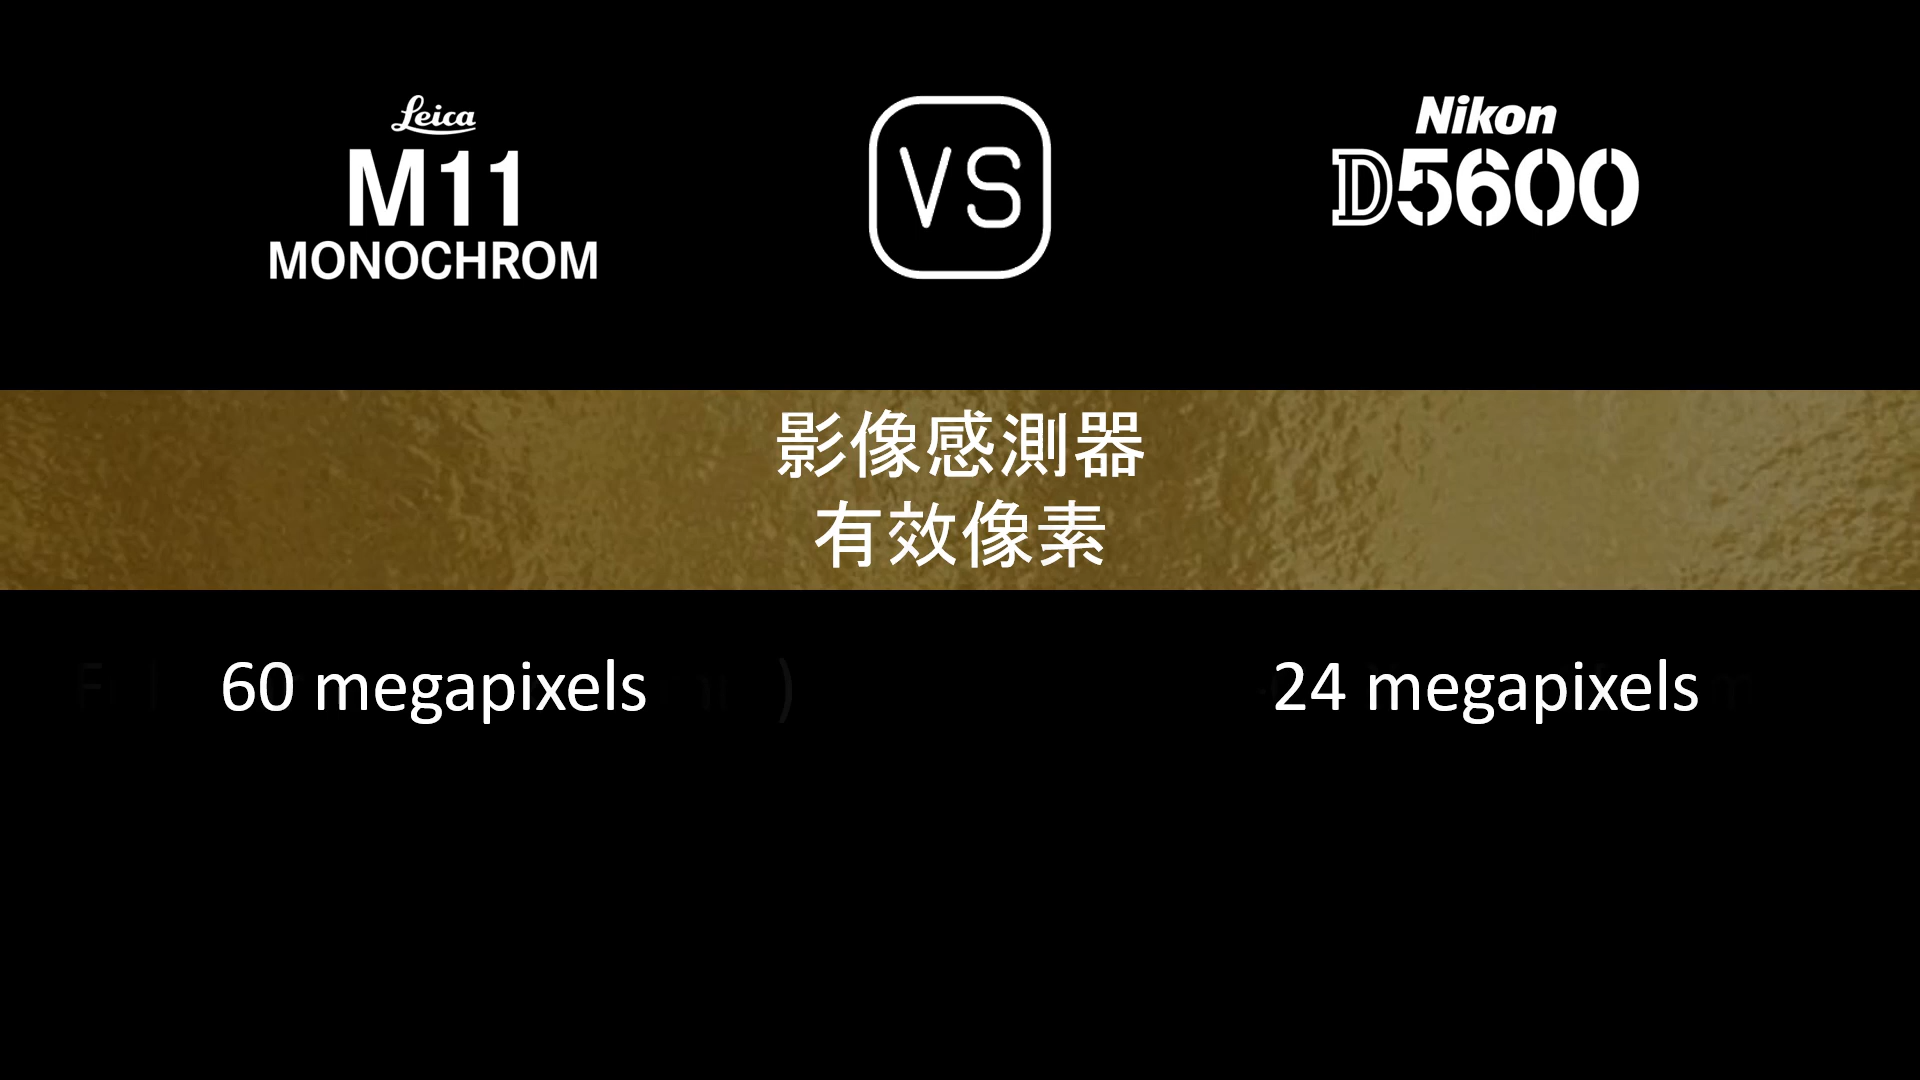 Leica
M11
MONOCHROM
VS
Nikon
D5600
影像感測器
有效像素
60 megapixels
24 megapixels